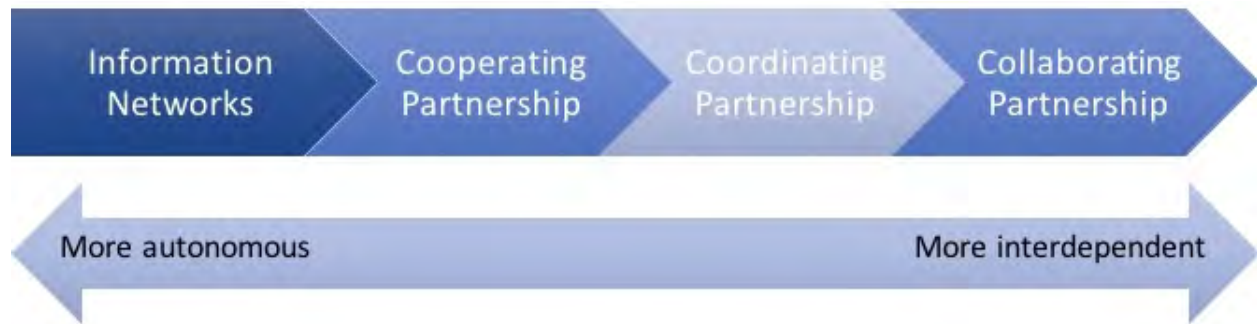 Information
Networks
Cooperating
Partnership
Coordinating
Partnership
Collaborating
Partnership
More autonomous
More interdependent